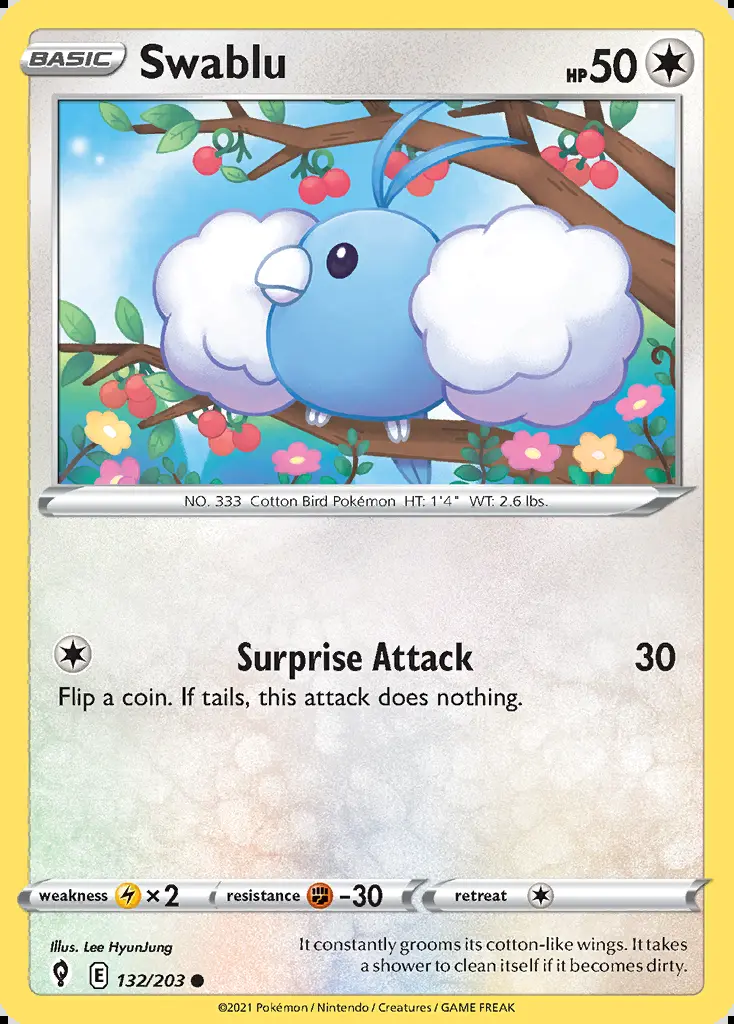 BASIC Swablu HP 50
NO. 333 Cotton Bird Pokémon HT: 1'4" WT: 2.6 lbs.
Surprise Attack 30
Flip a coin. If tails, this attack does nothing.
weakness ×2 resistance -30 retreat
Illus. Lee HyunJung
It constantly grooms its cotton-like wings. It takes
a shower to clean itself if it becomes dirty.
E 132/203
©2021 Pokémon / Nintendo / Creatures / GAME FREAK